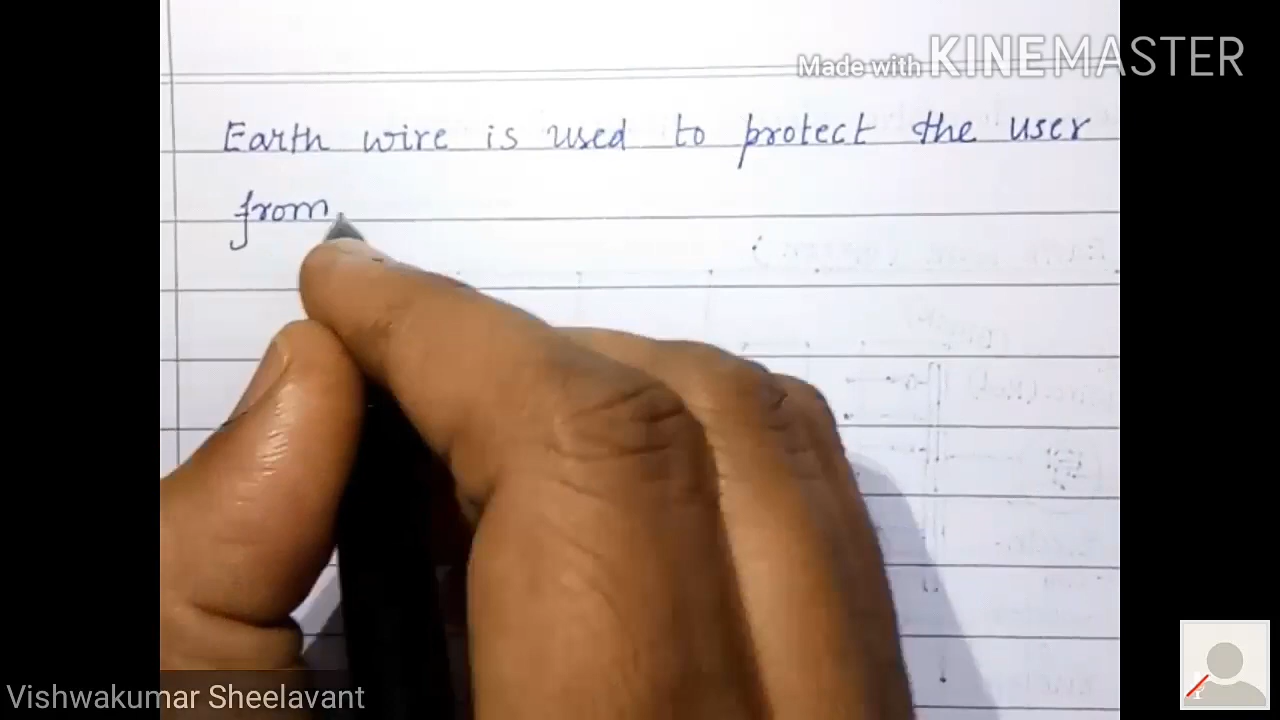 Made with KINEMASTER
Earth wire is used to protect the user
from
Vishwakumar Sheelavant